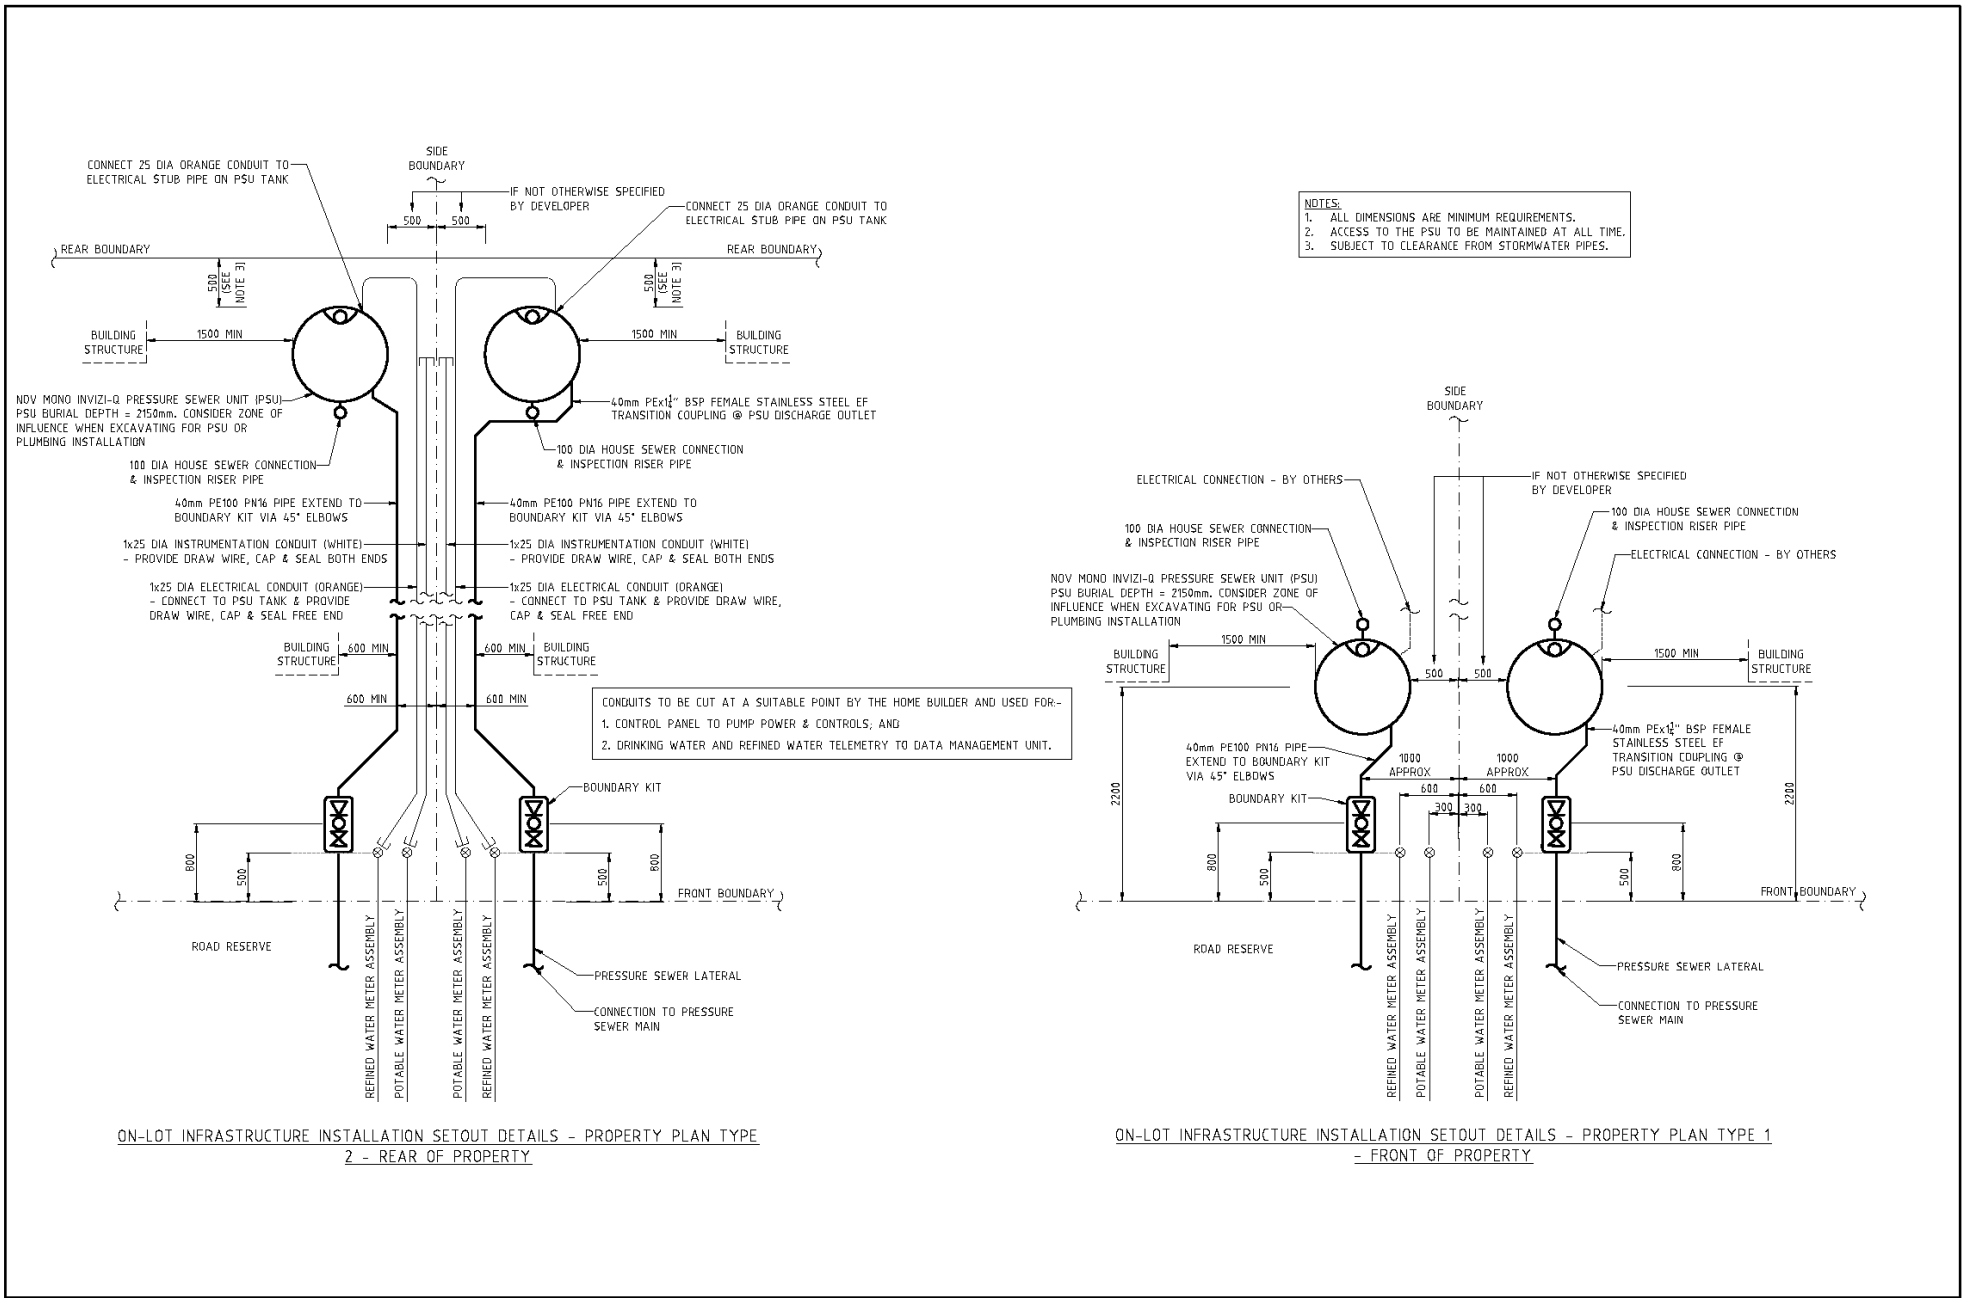 SIDE
BOUNDARY
CONNECT 25 DIA ORANGE CONDUIT TO
ELECTRICAL STUB PIPE ON PSU TANK
IF NOT OTHERWISE SPECIFIED
BY DEVELOPER
CONNECT 25 DIA ORANGE CONDUIT TO
ELECTRICAL STUB PIPE ON PSU TANK
500
500
REAR BOUNDARY
REAR BOUNDARY
500
(SEE
NOTE 3)
500
(SEE
NOTE 3)
BUILDING
STRUCTURE
1500 MIN
1500 MIN
BUILDING
STRUCTURE
NOV MONO INVIZI-Q PRESSURE SEWER UNIT (PSU)
PSU BURIAL DEPTH = 2150mm. CONSIDER ZONE OF
INFLUENCE WHEN EXCAVATING FOR PSU OR
PLUMBING INSTALLATION
40mm PEx1¼" BSP FEMALE STAINLESS STEEL EF
TRANSITION COUPLING @ PSU DISCHARGE OUTLET
100 DIA HOUSE SEWER CONNECTION
& INSPECTION RISER PIPE
100 DIA HOUSE SEWER CONNECTION
& INSPECTION RISER PIPE
40mm PE100 PN16 PIPE EXTEND TO
BOUNDARY KIT VIA 45° ELBOWS
40mm PE100 PN16 PIPE EXTEND TO
BOUNDARY KIT VIA 45° ELBOWS
1x25 DIA INSTRUMENTATION CONDUIT (WHITE)
- PROVIDE DRAW WIRE, CAP & SEAL BOTH ENDS
1x25 DIA INSTRUMENTATION CONDUIT (WHITE)
- PROVIDE DRAW WIRE, CAP & SEAL BOTH ENDS
1x25 DIA ELECTRICAL CONDUIT (ORANGE)
- CONNECT TO PSU TANK & PROVIDE
DRAW WIRE, CAP & SEAL FREE END
1x25 DIA ELECTRICAL CONDUIT (ORANGE)
- CONNECT TO PSU TANK & PROVIDE DRAW WIRE,
CAP & SEAL FREE END
BUILDING
STRUCTURE
600 MIN
600 MIN
BUILDING
STRUCTURE
600 MIN
600 MIN
CONDUITS TO BE CUT AT A SUITABLE POINT BY THE HOME BUILDER AND USED FOR:-
1. CONTROL PANEL TO PUMP POWER & CONTROLS; AND
2. DRINKING WATER AND REFINED WATER TELEMETRY TO DATA MANAGEMENT UNIT.
BOUNDARY KIT
800
500
500
800
FRONT BOUNDARY
ROAD RESERVE
REFINED WATER METER ASSEMBLY
POTABLE WATER METER ASSEMBLY
POTABLE WATER METER ASSEMBLY
REFINED WATER METER ASSEMBLY
PRESSURE SEWER LATERAL
CONNECTION TO PRESSURE
SEWER MAIN
ON-LOT INFRASTRUCTURE INSTALLATION SETOUT DETAILS - PROPERTY PLAN TYPE
2 - REAR OF PROPERTY
NOTES:
1. ALL DIMENSIONS ARE MINIMUM REQUIREMENTS.
2. ACCESS TO THE PSU TO BE MAINTAINED AT ALL TIME.
3. SUBJECT TO CLEARANCE FROM STORMWATER PIPES.
SIDE
BOUNDARY
ELECTRICAL CONNECTION - BY OTHERS
IF NOT OTHERWISE SPECIFIED
BY DEVELOPER
100 DIA HOUSE SEWER CONNECTION
& INSPECTION RISER PIPE
100 DIA HOUSE SEWER CONNECTION
& INSPECTION RISER PIPE
ELECTRICAL CONNECTION - BY OTHERS
NOV MONO INVIZI-Q PRESSURE SEWER UNIT (PSU)
PSU BURIAL DEPTH = 2150mm. CONSIDER ZONE OF
INFLUENCE WHEN EXCAVATING FOR PSU OR
PLUMBING INSTALLATION
1500 MIN
BUILDING
STRUCTURE
1500 MIN
BUILDING
STRUCTURE
500
500
40mm PEx1¼" BSP FEMALE
STAINLESS STEEL EF
TRANSITION COUPLING @
PSU DISCHARGE OUTLET
40mm PE100 PN16 PIPE
EXTEND TO BOUNDARY KIT
VIA 45° ELBOWS
1000
APPROX
1000
APPROX
600
600
300
300
BOUNDARY KIT
2200
800
500
500
800
2200
FRONT BOUNDARY
ROAD RESERVE
REFINED WATER METER ASSEMBLY
POTABLE WATER METER ASSEMBLY
POTABLE WATER METER ASSEMBLY
REFINED WATER METER ASSEMBLY
PRESSURE SEWER LATERAL
CONNECTION TO PRESSURE
SEWER MAIN
ON-LOT INFRASTRUCTURE INSTALLATION SETOUT DETAILS - PROPERTY PLAN TYPE 1
- FRONT OF PROPERTY